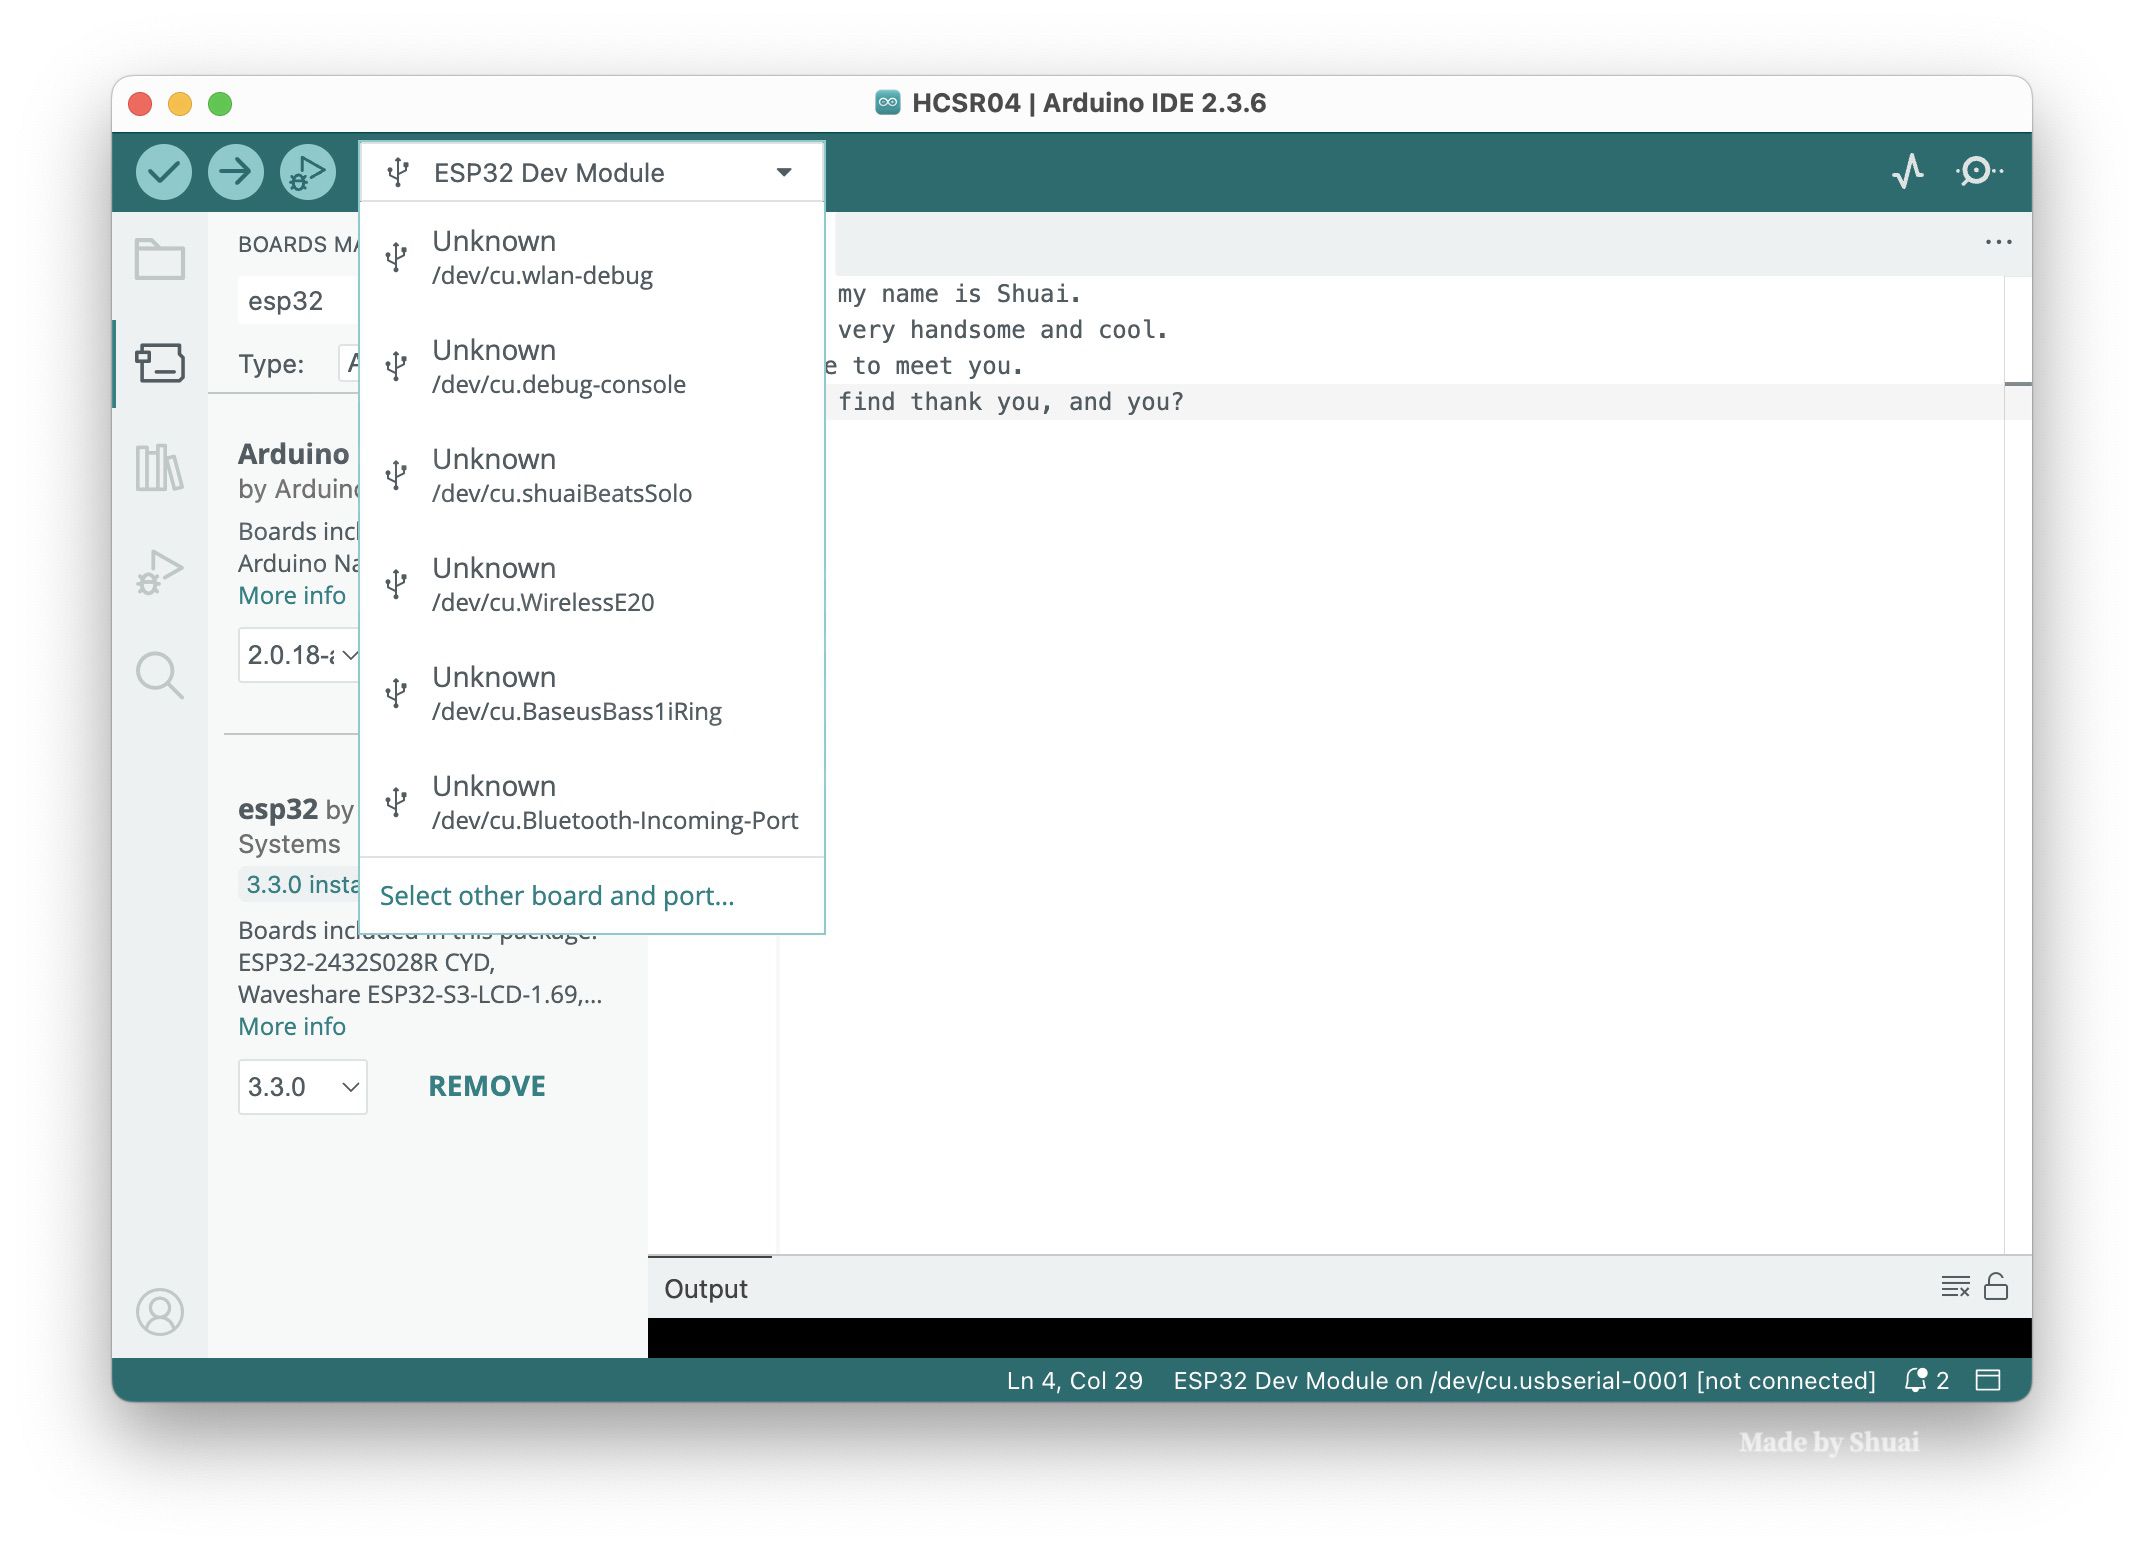 HCSR04 | Arduino IDE 2.3.6
ESP32 Dev Module
Unknown
/dev/cu.wlan-debug
Unknown
/dev/cu.debug-console
Unknown
/dev/cu.shuaiBeatsSolo
Unknown
/dev/cu.WirelessE20
Unknown
/dev/cu.BaseusBass1iRing
Unknown
/dev/cu.Bluetooth-Incoming-Port
Select other board and port...
BOARDS
esp32
Type:
Arduino
by
Boards
Arduino
More info
2.0.18-
esp32 by
Systems
3.3.0
Boards included in this package:
ESP32-2432S028R CYD,
Waveshare ESP32-S3-LCD-1.69,...
More info
3.3.0
REMOVE
my name is Shuai.
very handsome and cool.
to meet you.
find thank you, and you?
Output
Ln 4, Col 29 ESP32 Dev Module on /dev/cu.usbserial-0001 [not connected] 2
Made by Shuai